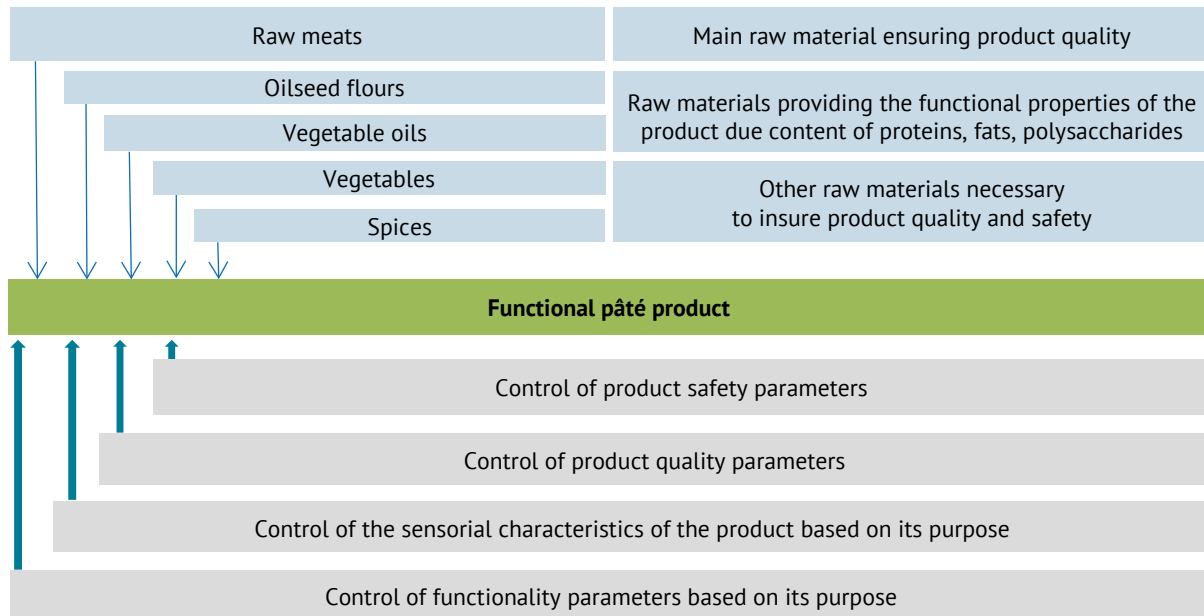 Raw meats
Main raw material ensuring product quality
Oilseed flours
Raw materials providing the functional properties of the
product due content of proteins, fats, polysaccharides
Vegetable oils
Vegetables
Other raw materials necessary
to insure product quality and safety
Spices
Functional pâté product
Control of product safety parameters
Control of product quality parameters
Control of the sensorial characteristics of the product based on its purpose
Control of functionality parameters based on its purpose